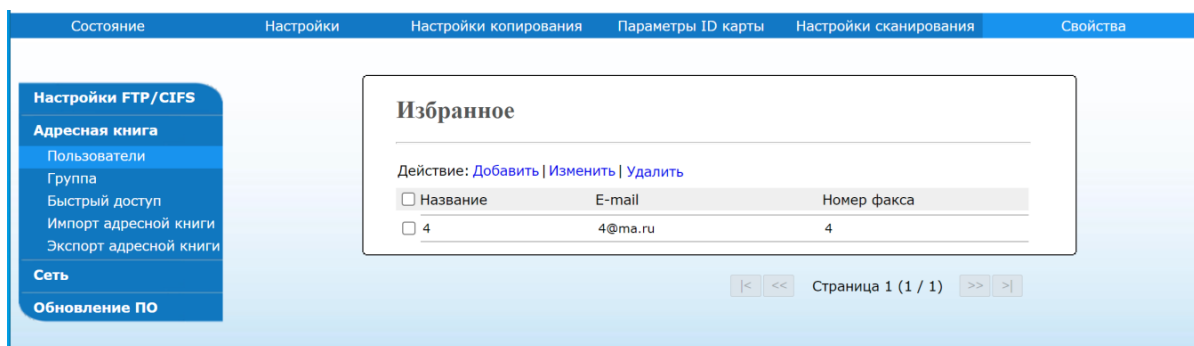 Состояние Настройки Настройки копирования Параметры ID карты Настройки сканирования Свойства
Настройки FTP/CIFS
Адресная книга
Пользователи
Группа
Быстрый доступ
Импорт адресной книги
Экспорт адресной книги
Сеть
Обновление ПО
Избранное
Действие: Добавить | Изменить | Удалить
Название E-mail Номер факса
4 4@ma.ru 4
|< << Страница 1 (1 / 1) >> >|